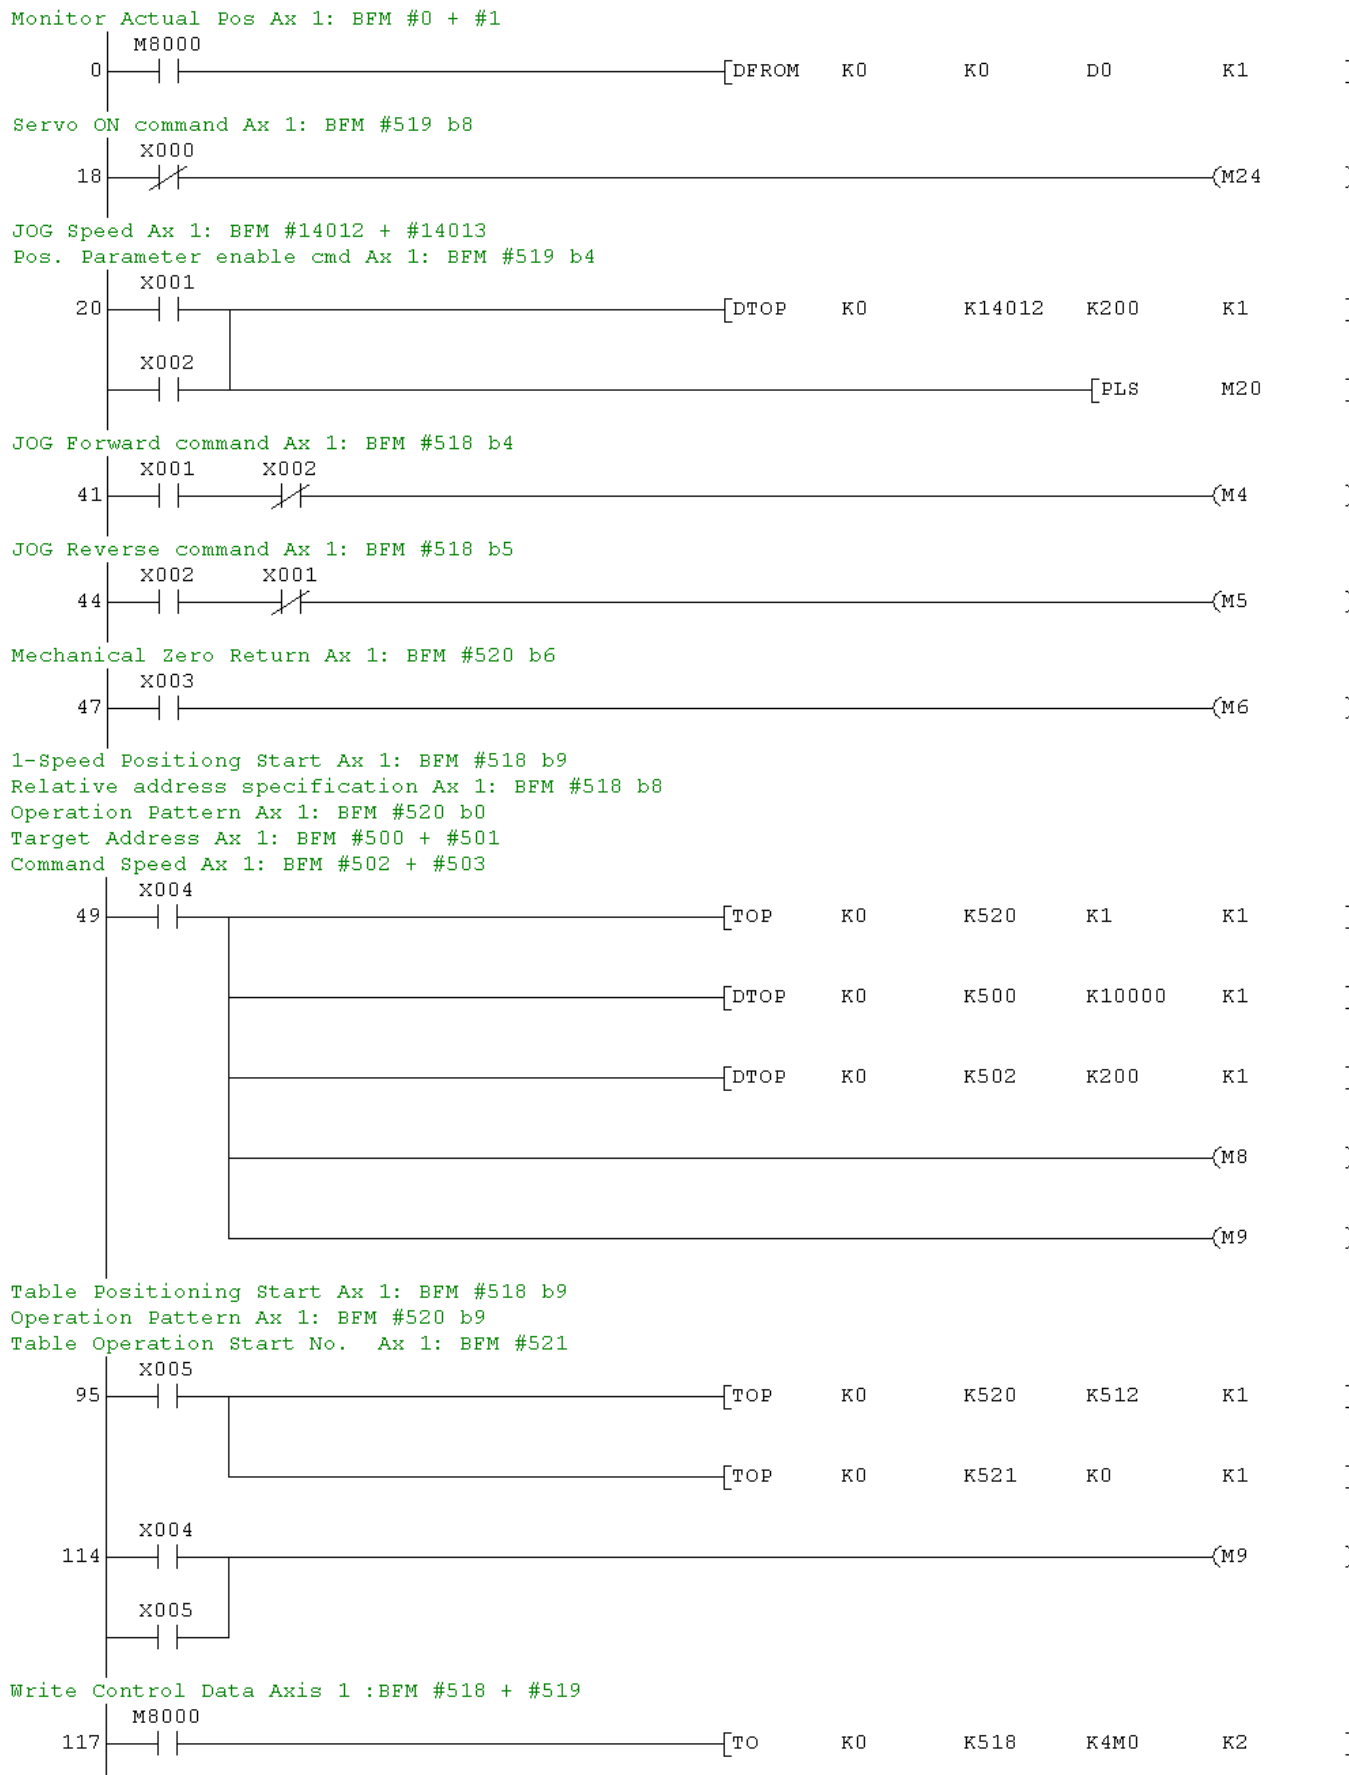 Monitor Actual Pos Ax 1: BFM #0 + #1
M8000
0 DFROM K0 K0 D0 K1
Servo ON command Ax 1: BFM #519 b8
X000
18 M24
JOG Speed Ax 1: BFM #14012 + #14013
Pos. Parameter enable cmd Ax 1: BFM #519 b4
X001
20 DTOP K0 K14012 K200 K1
X002
PLS M20
JOG Forward command Ax 1: BFM #518 b4
X001 X002
41 M4
JOG Reverse command Ax 1: BFM #518 b5
X002 X001
44 M5
Mechanical Zero Return Ax 1: BFM #520 b6
X003
47 M6
1-Speed Positiong Start Ax 1: BFM #518 b9
Relative address specification Ax 1: BFM #518 b8
Operation Pattern Ax 1: BFM #520 b0
Target Address Ax 1: BFM #500 + #501
Command Speed Ax 1: BFM #502 + #503
X004
49 TOP K0 K520 K1 K1
DTOP K0 K500 K10000 K1
DTOP K0 K502 K200 K1
M8
M9
Table Positioning Start Ax 1: BFM #518 b9
Operation Pattern Ax 1: BFM #520 b9
Table Operation Start No. Ax 1: BFM #521
X005
95 TOP K0 K520 K512 K1
TOP K0 K521 K0 K1
X004
114 M9
X005
Write Control Data Axis 1 :BFM #518 + #519
M8000
117 TO K0 K518 K4M0 K2